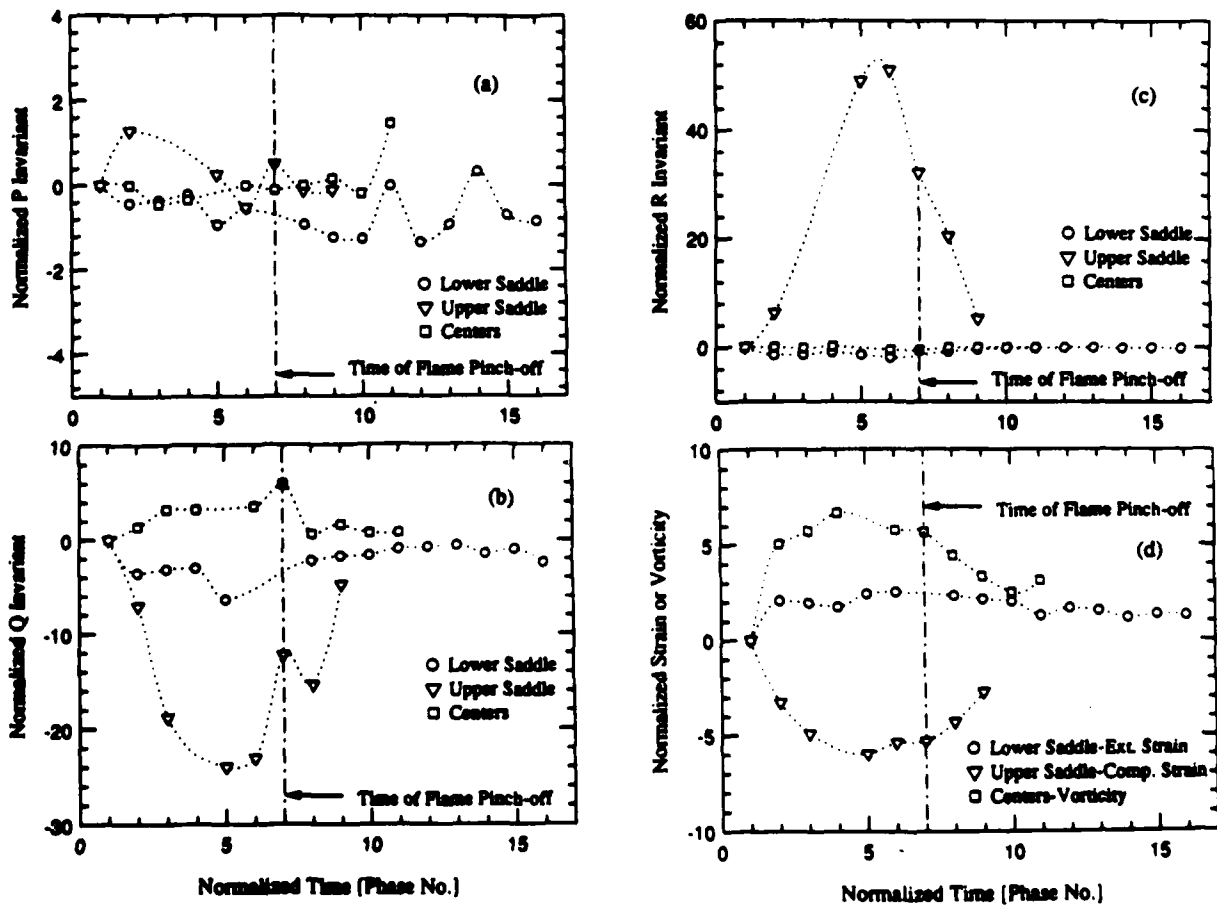 Normalized P Invariant
4
2
0
-2
-4
(a)
Lower Saddle
Upper Saddle
Centers
Time of Flame Pinch-off
0
5
10
15
Normalized R Invariant
60
40
20
0
(c)
Lower Saddle
Upper Saddle
Centers
Time of Flame Pinch-off
0
5
10
15
Normalized Q Invariant
10
0
-10
-20
-30
(b)
Lower Saddle
Upper Saddle
Centers
Time of Flame Pinch-off
0
5
10
15
Normalized Time [Phase No.]
Normalized Strain or Vorticity
10
5
0
-5
-10
Time of Flame Pinch-off
(d)
Lower Saddle-Ext. Strain
Upper Saddle-Comp. Strain
Centers-Vorticity
0
5
10
15
Normalized Time [Phase No.]